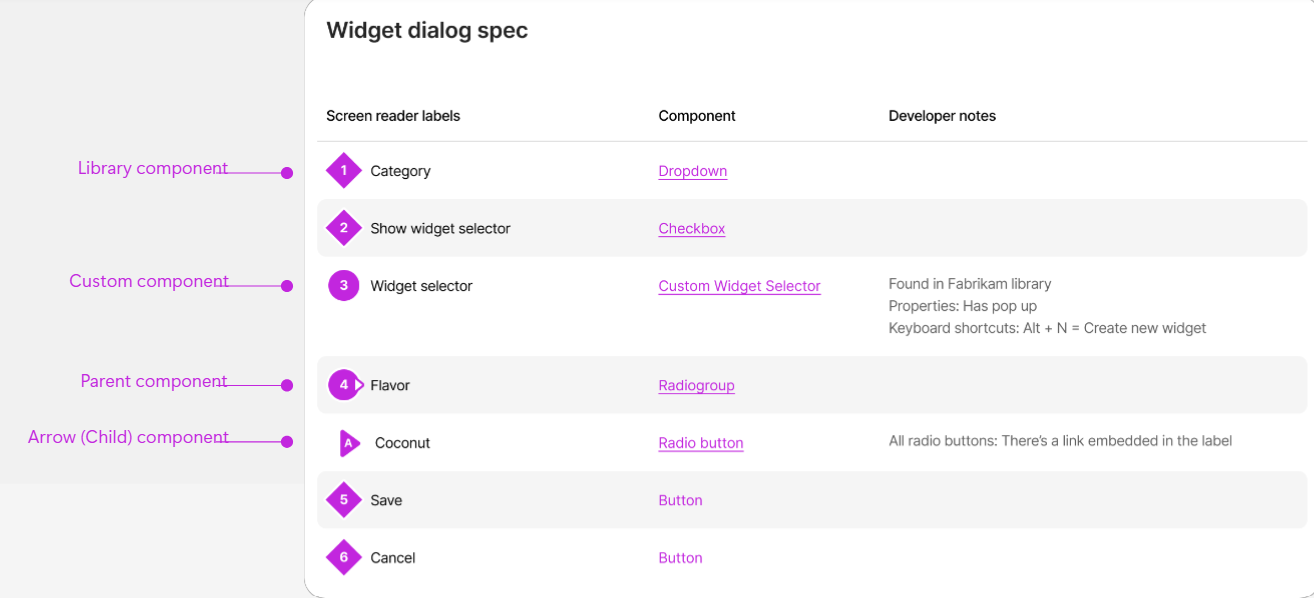 Widget dialog spec
Screen reader labels Component Developer notes
Library component 1 Category Dropdown
2 Show widget selector Checkbox
Custom component 3 Widget selector Custom Widget Selector Found in Fabrikam library
Properties: Has pop up
Keyboard shortcuts: Alt + N = Create new widget
Parent component 4 Flavor Radiogroup
Arrow (Child) component A Coconut Radio button All radio buttons: There's a link embedded in the label
5 Save Button
6 Cancel Button